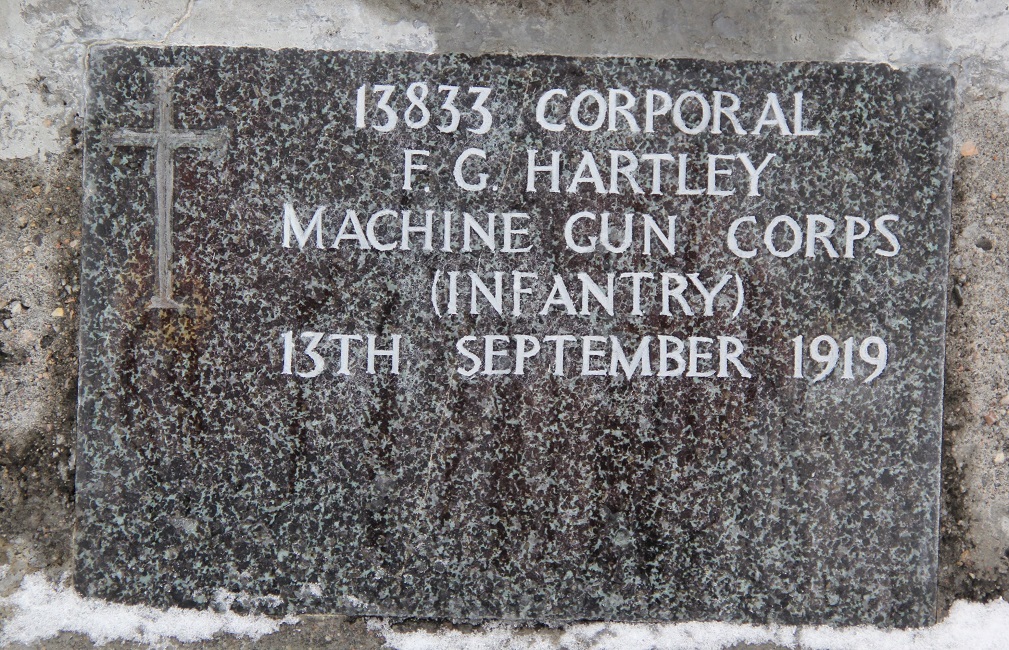 13833 CORPORAL
F. G. HARTLEY
MACHINE GUN CORPS
(INFANTRY)
13TH SEPTEMBER 1919